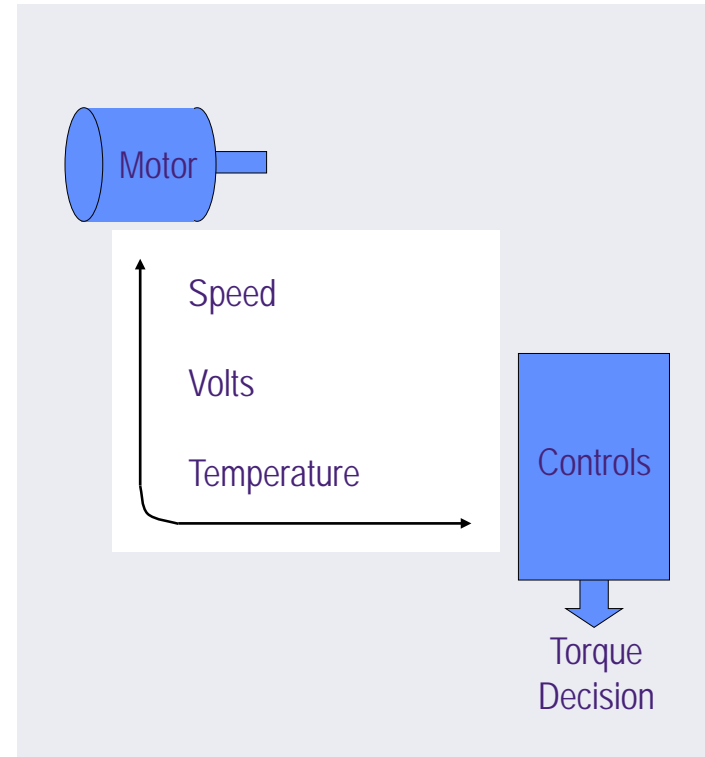 Motor
Speed
Volts
Temperature
Controls
Torque
Decision